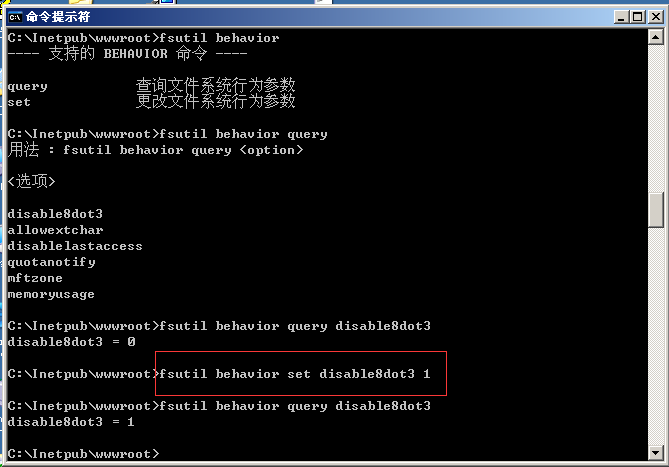 命令提示符
C:\Inetpub\wwwroot>fsutil behavior
---- 支持的 BEHAVIOR 命令 ----
query 查询文件系统行为参数
set 更改文件系统行为参数
C:\Inetpub\wwwroot>fsutil behavior query
用法 : fsutil behavior query <option>
<选项>
disable8dot3
allowextchar
disablelastaccess
quotanotify
mftzone
memoryusage
C:\Inetpub\wwwroot>fsutil behavior query disable8dot3
disable8dot3 = 0
C:\Inetpub\wwwroot>fsutil behavior set disable8dot3 1
C:\Inetpub\wwwroot>fsutil behavior query disable8dot3
disable8dot3 = 1
C:\Inetpub\wwwroot>